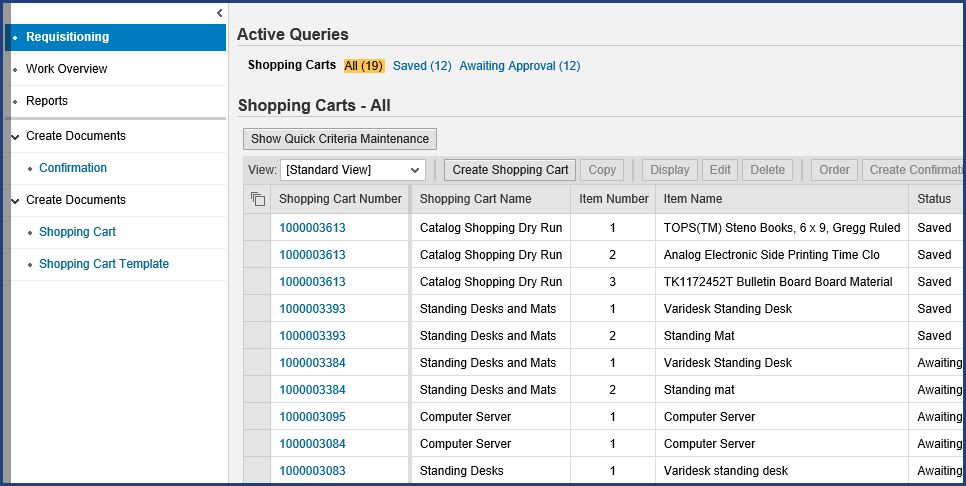 Requisitioning
Work Overview
Reports
Create Documents
Confirmation
Create Documents
Shopping Cart
Shopping Cart Template
Active Queries
Shopping Carts All (19) Saved (12) Awaiting Approval (12)
Shopping Carts - All
Show Quick Criteria Maintenance
View: [Standard View] Create Shopping Cart Copy Display Edit Delete Order Create Confirmati
Shopping Cart Number Shopping Cart Name Item Number Item Name Status
1000003613 Catalog Shopping Dry Run 1 TOPS(TM) Steno Books, 6 x 9, Gregg Ruled Saved
1000003613 Catalog Shopping Dry Run 2 Analog Electronic Side Printing Time Clo Saved
1000003613 Catalog Shopping Dry Run 3 TK1172452T Bulletin Board Board Material Saved
1000003393 Standing Desks and Mats 1 Varidesk Standing Desk Saved
1000003393 Standing Desks and Mats 2 Standing Mat Saved
1000003384 Standing Desks and Mats 1 Varidesk Standing Desk Awaiting
1000003384 Standing Desks and Mats 2 Standing mat Awaiting
1000003095 Computer Server 1 Computer Server Awaiting
1000003084 Computer Server 1 Computer Server Awaiting
1000003083 Standing Desks 1 Varidesk standing desk Awaiting